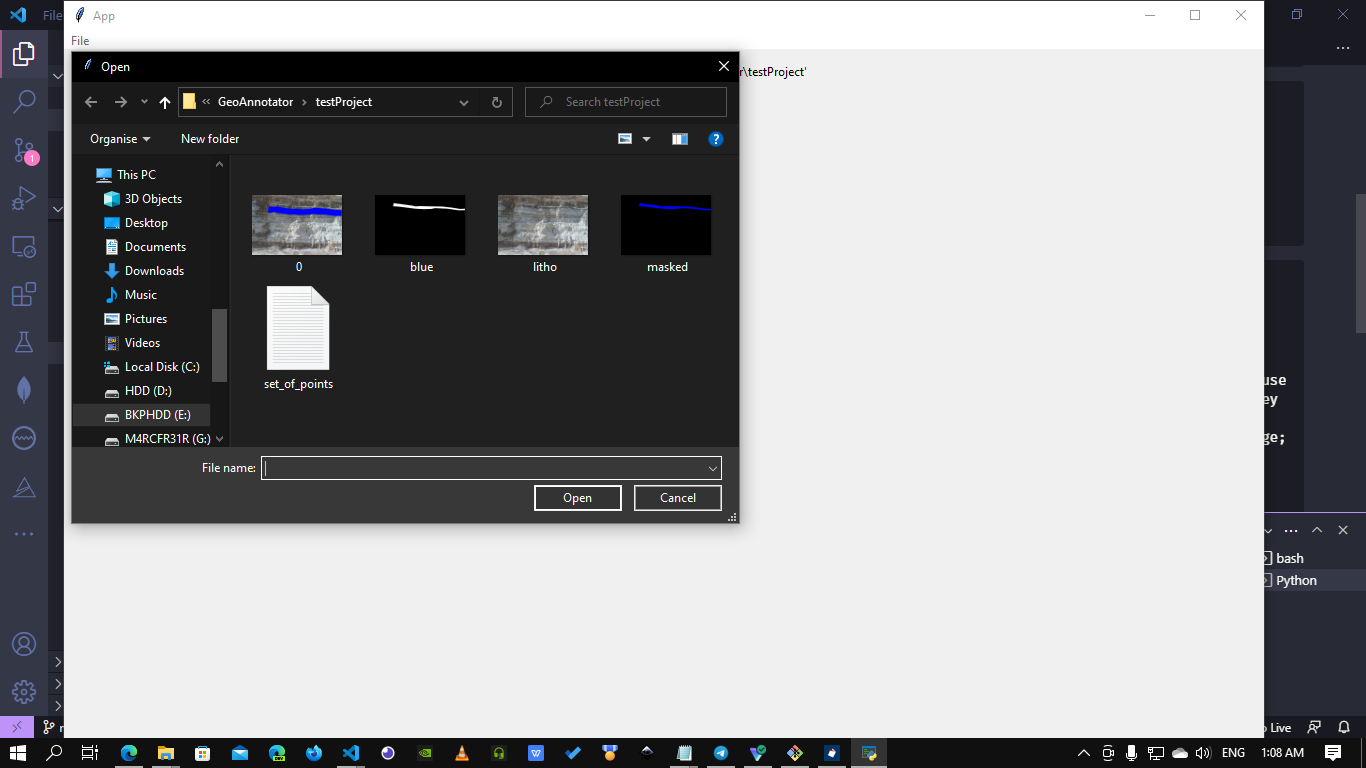 File
App
File
Open
r\testProject'
GeoAnnotator
testProject
Search testProject
Organise
New folder
This PC
3D Objects
Desktop
Documents
Downloads
Music
Pictures
Videos
Local Disk (C:)
HDD (D:)
BKPHDD (E:)
M4RCFR31R (G:)
0
blue
litho
masked
set_of_points
File name:
Open
Cancel
1
use
ey
ge;
bash
Python
Live
DEV
ENG
1:08 AM